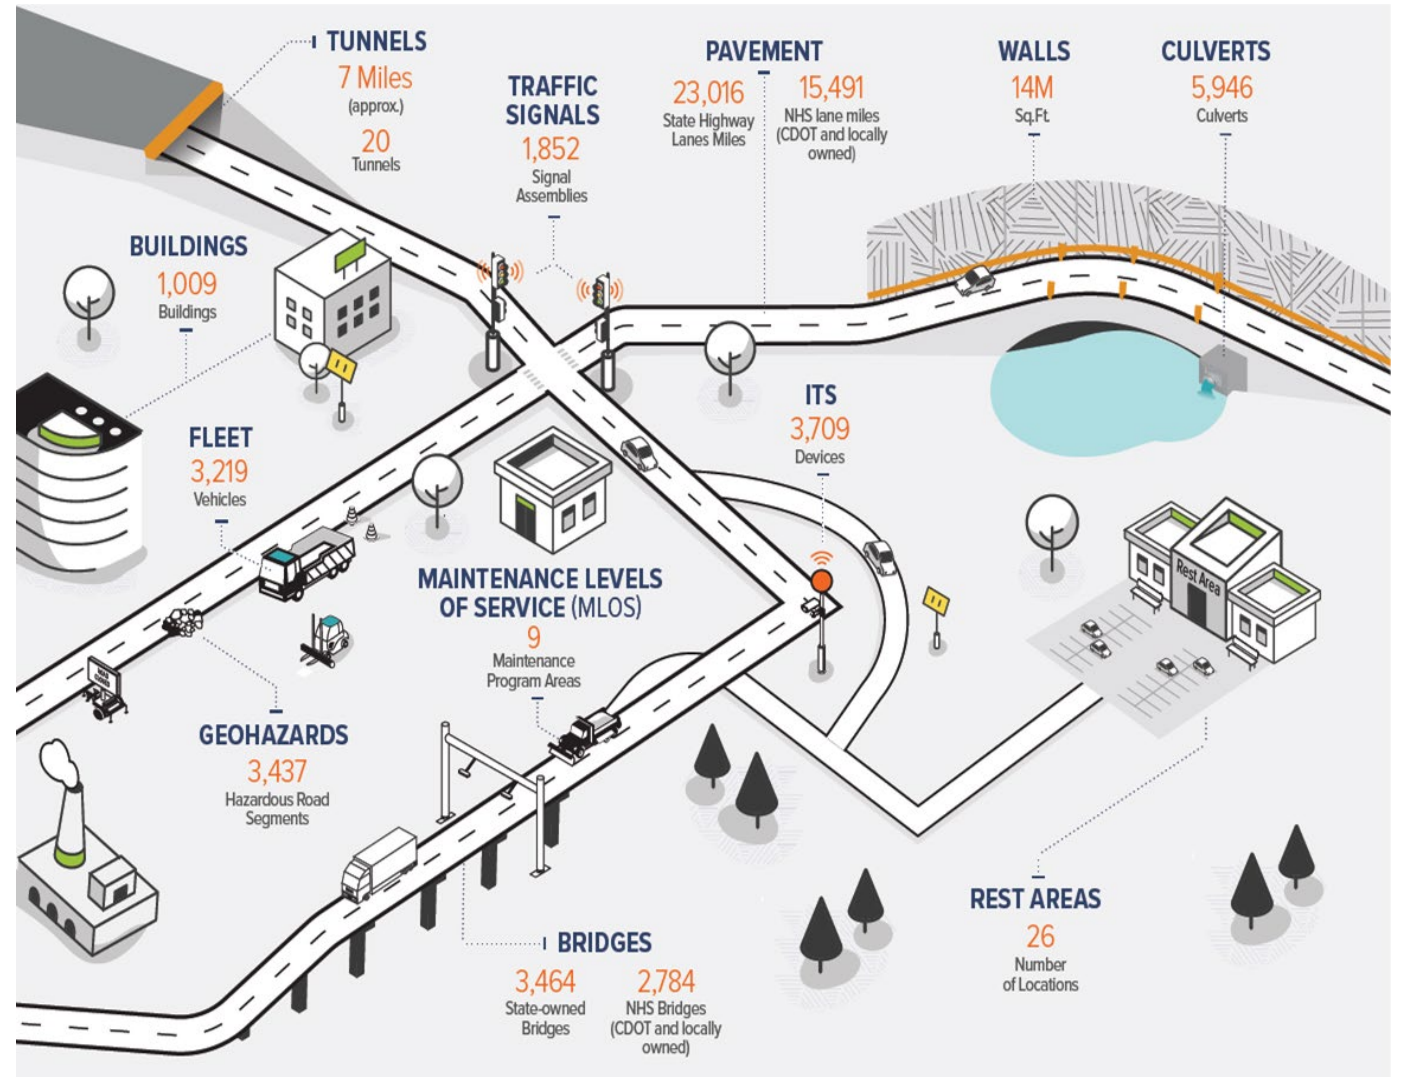 TUNNELS
7 Miles
(approx.)
20
Tunnels
TRAFFIC
SIGNALS
1,852
Signal
Assemblies
PAVEMENT
23,016
State Highway
Lanes Miles
15,491
NHS lane miles
(CDOT and locally
owned)
WALLS
14M
Sq.Ft.
CULVERTS
5,946
Culverts
BUILDINGS
1,009
Buildings
FLEET
3,219
Vehicles
ITS
3,709
Devices
MAINTENANCE LEVELS
OF SERVICE (MLOS)
9
Maintenance
Program Areas
Rest Area
GEOHAZARDS
3,437
Hazardous Road
Segments
BRIDGES
3,464
State-owned
Bridges
2,784
NHS Bridges
(CDOT and locally
owned)
REST AREAS
26
Number
of Locations